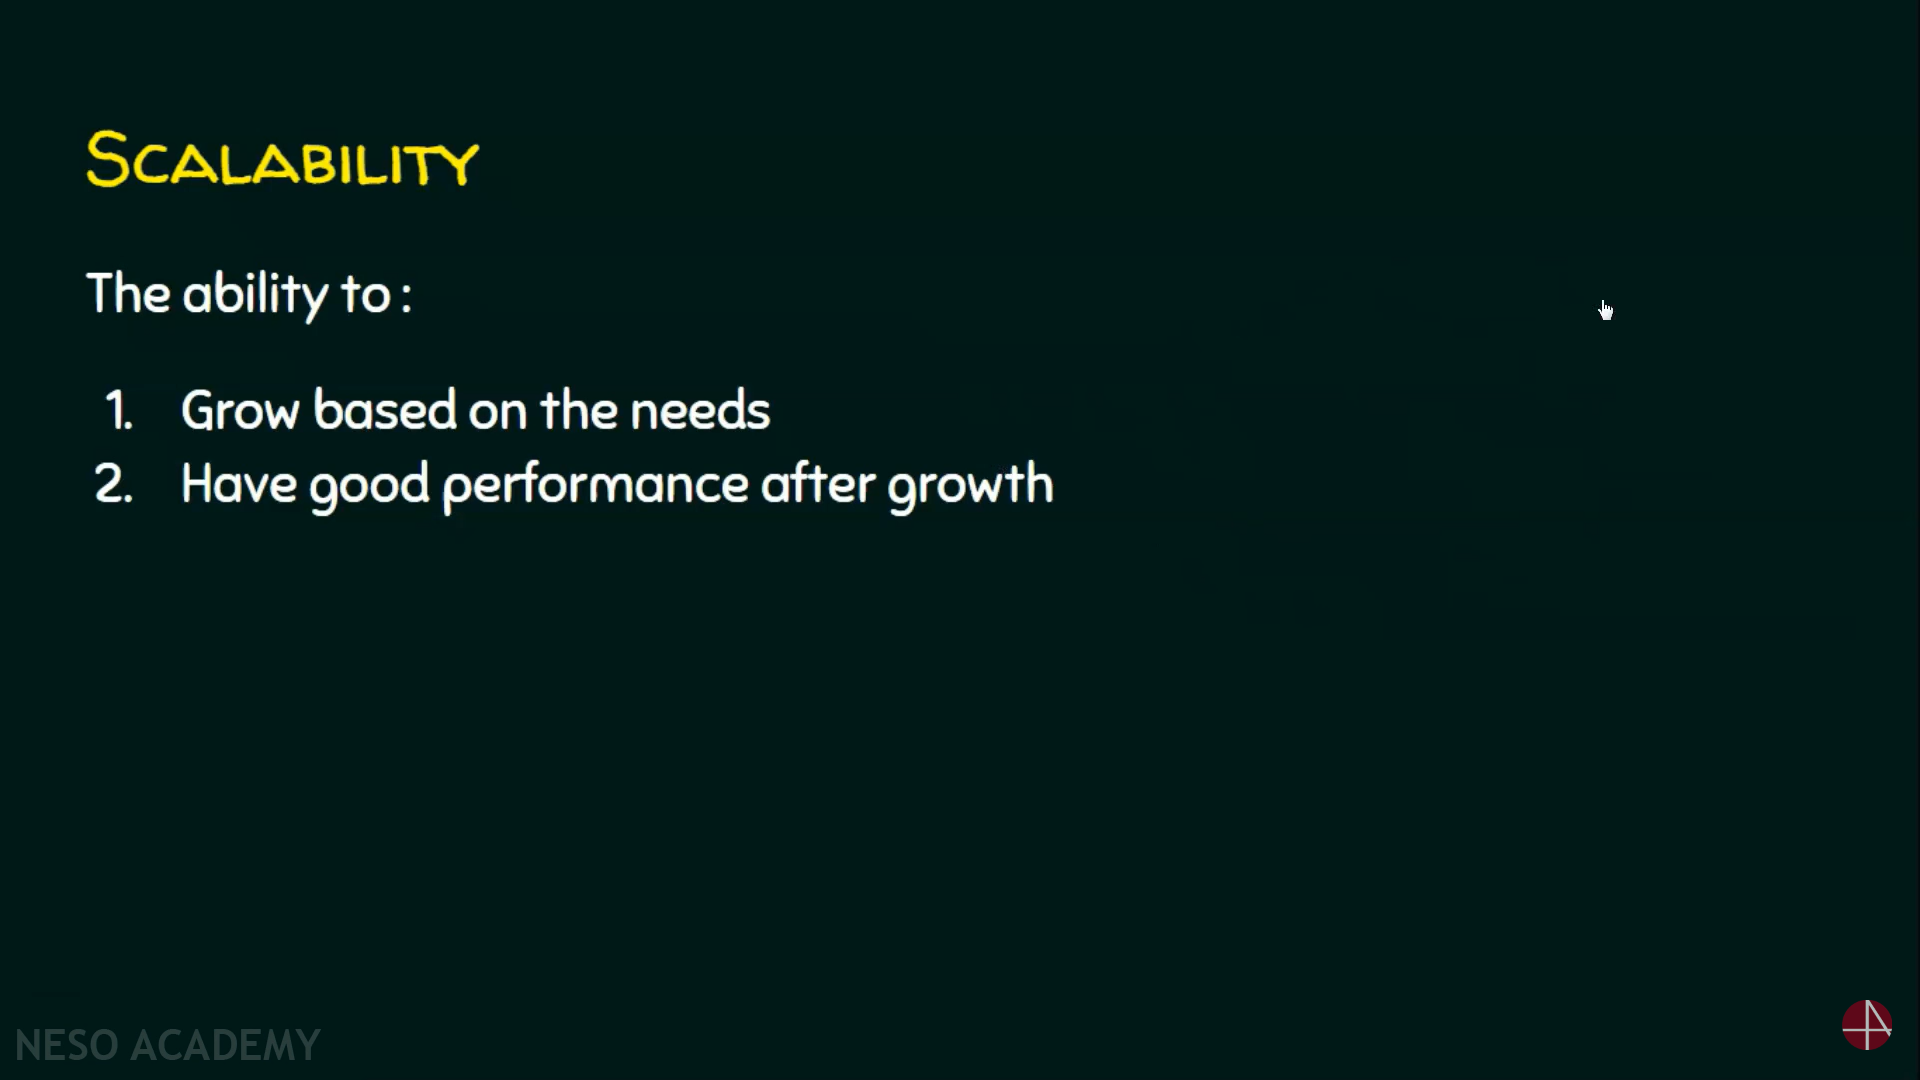 SCALABILITY
The ability to :
1. Grow based on the needs
2. Have good performance after growth
NESO ACADEMY